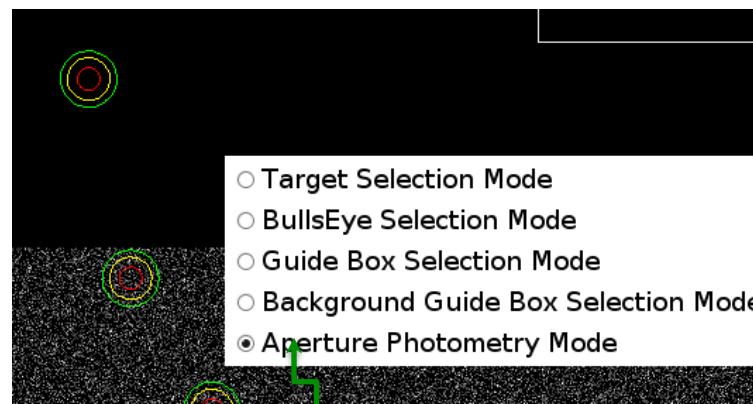 Target Selection Mode
BullsEye Selection Mode
Guide Box Selection Mode
Background Guide Box Selection Mode
Aperture Photometry Mode